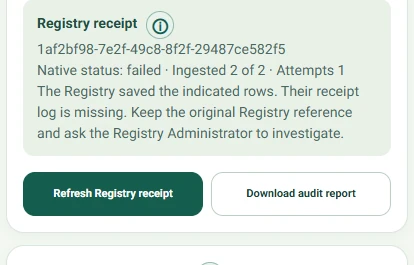 Registry receipt
1af2bf98-7e2f-49c8-8f2f-29487ce582f5
Native status: failed · Ingested 2 of 2 · Attempts 1
The Registry saved the indicated rows. Their receipt
log is missing. Keep the original Registry reference
and ask the Registry Administrator to investigate.
Refresh Registry receipt
Download audit report